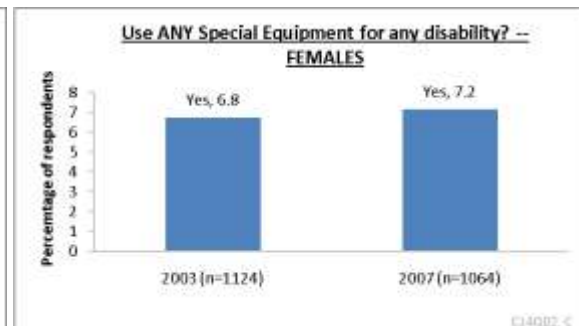 Use ANY Special Equipment for any disability? --
FEMALES
Percemtage of respondents
8
7
6
5
4
3
2
1
0
Yes, 6.8
Yes, 7.2
2003 (n=1124)
2007 (n=1064)